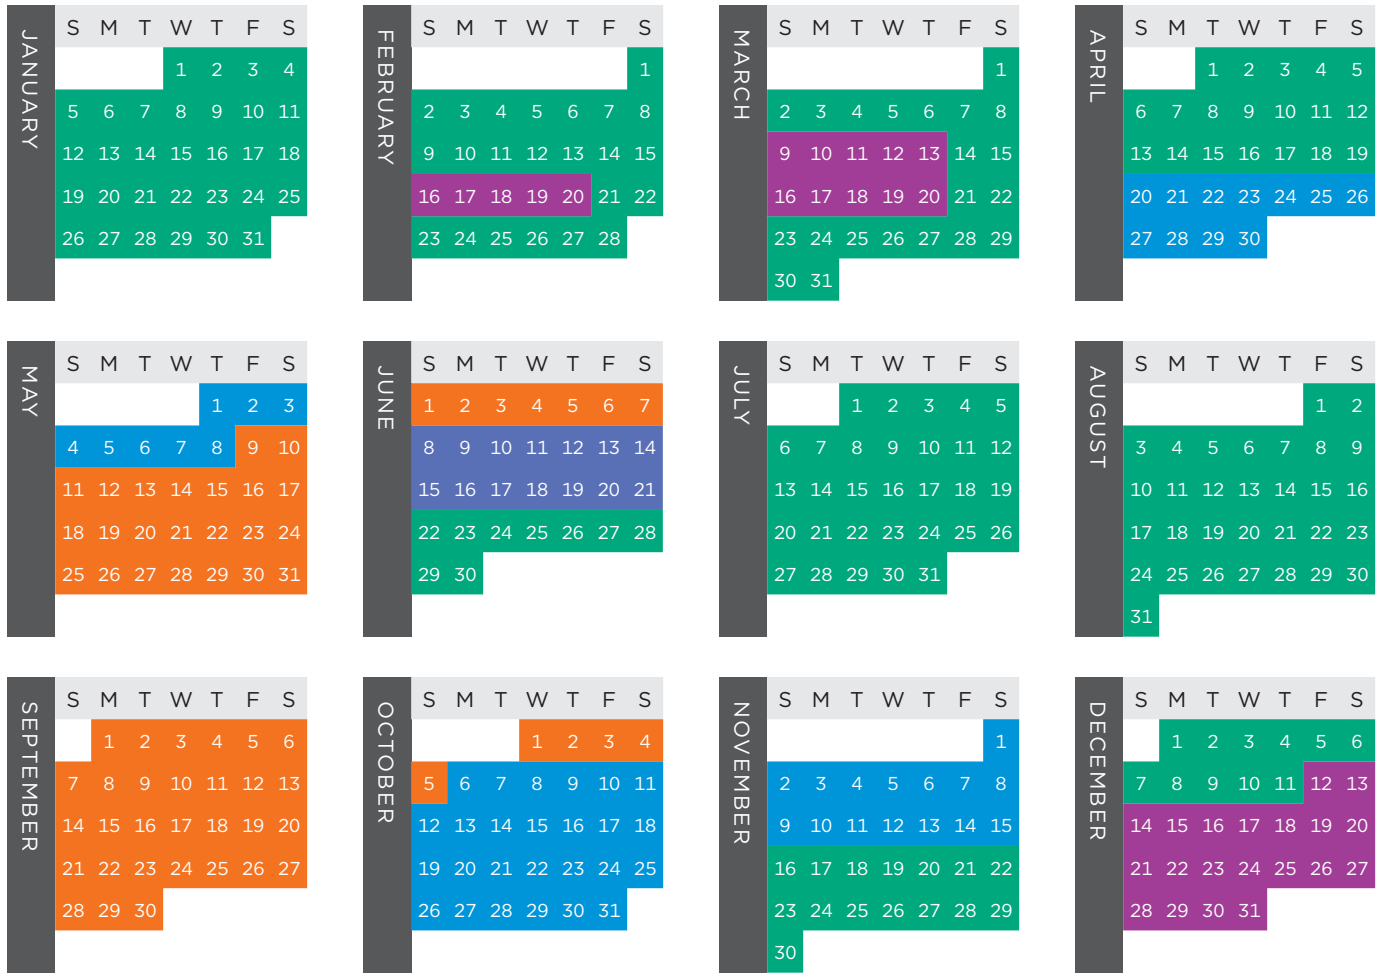 JANUARY
S M T W T F S
1 2 3 4
5 6 7 8 9 10 11
12 13 14 15 16 17 18
19 20 21 22 23 24 25
26 27 28 29 30 31
FEBRUARY
S M T W T F S
1
2 3 4 5 6 7 8
9 10 11 12 13 14 15
16 17 18 19 20 21 22
23 24 25 26 27 28
MARCH
S M T W T F S
1
2 3 4 5 6 7 8
9 10 11 12 13 14 15
16 17 18 19 20 21 22
23 24 25 26 27 28 29
30 31
APRIL
S M T W T F S
1 2 3 4 5
6 7 8 9 10 11 12
13 14 15 16 17 18 19
20 21 22 23 24 25 26
27 28 29 30
MAY
S M T W T F S
1 2 3
4 5 6 7 8 9 10
11 12 13 14 15 16 17
18 19 20 21 22 23 24
25 26 27 28 29 30 31
JUNE
S M T W T F S
1 2 3 4 5 6 7
8 9 10 11 12 13 14
15 16 17 18 19 20 21
22 23 24 25 26 27 28
29 30
JULY
S M T W T F S
1 2 3 4 5
6 7 8 9 10 11 12
13 14 15 16 17 18 19
20 21 22 23 24 25 26
27 28 29 30 31
AUGUST
S M T W T F S
1 2
3 4 5 6 7 8 9
10 11 12 13 14 15 16
17 18 19 20 21 22 23
24 25 26 27 28 29 30
31
SEPTEMBER
S M T W T F S
1 2 3 4 5 6
7 8 9 10 11 12 13
14 15 16 17 18 19 20
21 22 23 24 25 26 27
28 29 30
OCTOBER
S M T W T F S
1 2 3 4
5 6 7 8 9 10 11
12 13 14 15 16 17 18
19 20 21 22 23 24 25
26 27 28 29 30 31
NOVEMBER
S M T W T F S
1
2 3 4 5 6 7 8
9 10 11 12 13 14 15
16 17 18 19 20 21 22
23 24 25 26 27 28 29
30
DECEMBER
S M T W T F S
1 2 3 4 5 6
7 8 9 10 11 12 13
14 15 16 17 18 19 20
21 22 23 24 25 26 27
28 29 30 31